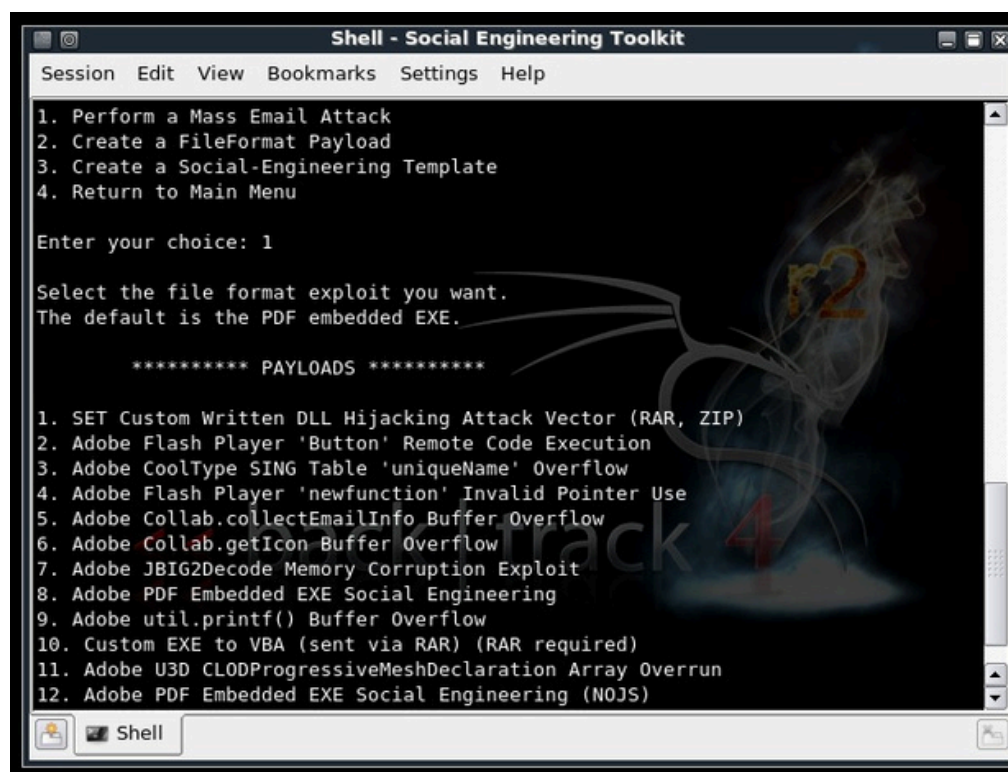 Shell - Social Engineering Toolkit
Session Edit View Bookmarks Settings Help
1. Perform a Mass Email Attack
2. Create a FileFormat Payload
3. Create a Social-Engineering Template
4. Return to Main Menu
Enter your choice: 1
Select the file format exploit you want.
The default is the PDF embedded EXE.
********** PAYLOADS **********
1. SET Custom Written DLL Hijacking Attack Vector (RAR, ZIP)
2. Adobe Flash Player 'Button' Remote Code Execution
3. Adobe CoolType SING Table 'uniqueName' Overflow
4. Adobe Flash Player 'newfunction' Invalid Pointer Use
5. Adobe Collab.collectEmailInfo Buffer Overflow
6. Adobe Collab.getIcon Buffer Overflow
7. Adobe JBIG2Decode Memory Corruption Exploit
8. Adobe PDF Embedded EXE Social Engineering
9. Adobe util.printf() Buffer Overflow
10. Custom EXE to VBA (sent via RAR) (RAR required)
11. Adobe U3D CLODProgressiveMeshDeclaration Array Overrun
12. Adobe PDF Embedded EXE Social Engineering (NOJS)
r2
<< back | track 4
Shell